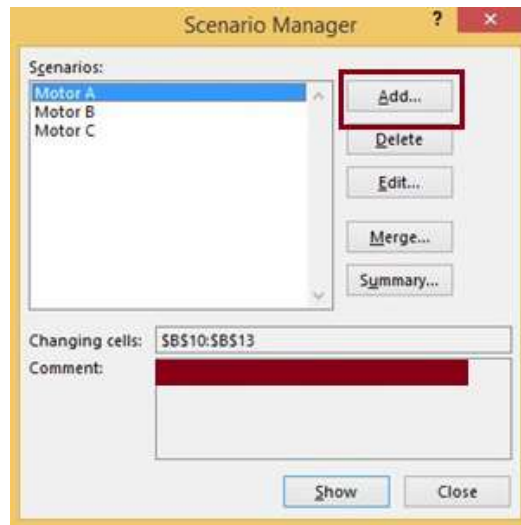 Scenario Manager
?
×
Scenarios:
Motor A
Motor B
Motor C
Add...
Delete
Edit...
Merge...
Summary...
Changing cells: $B$10:$B$13
Comment:
Show
Close